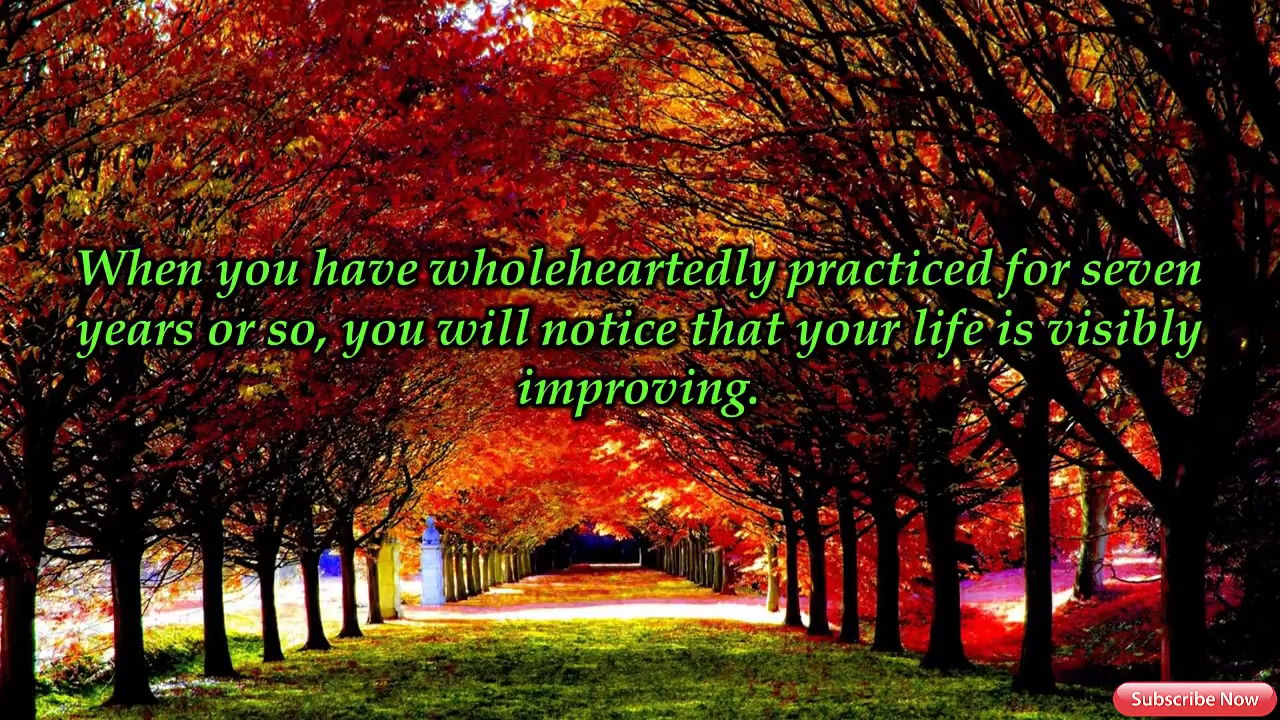 When you have wholeheartedly practiced for seven
years or so, you will notice that your life is visibly
improving.
Subscribe Now